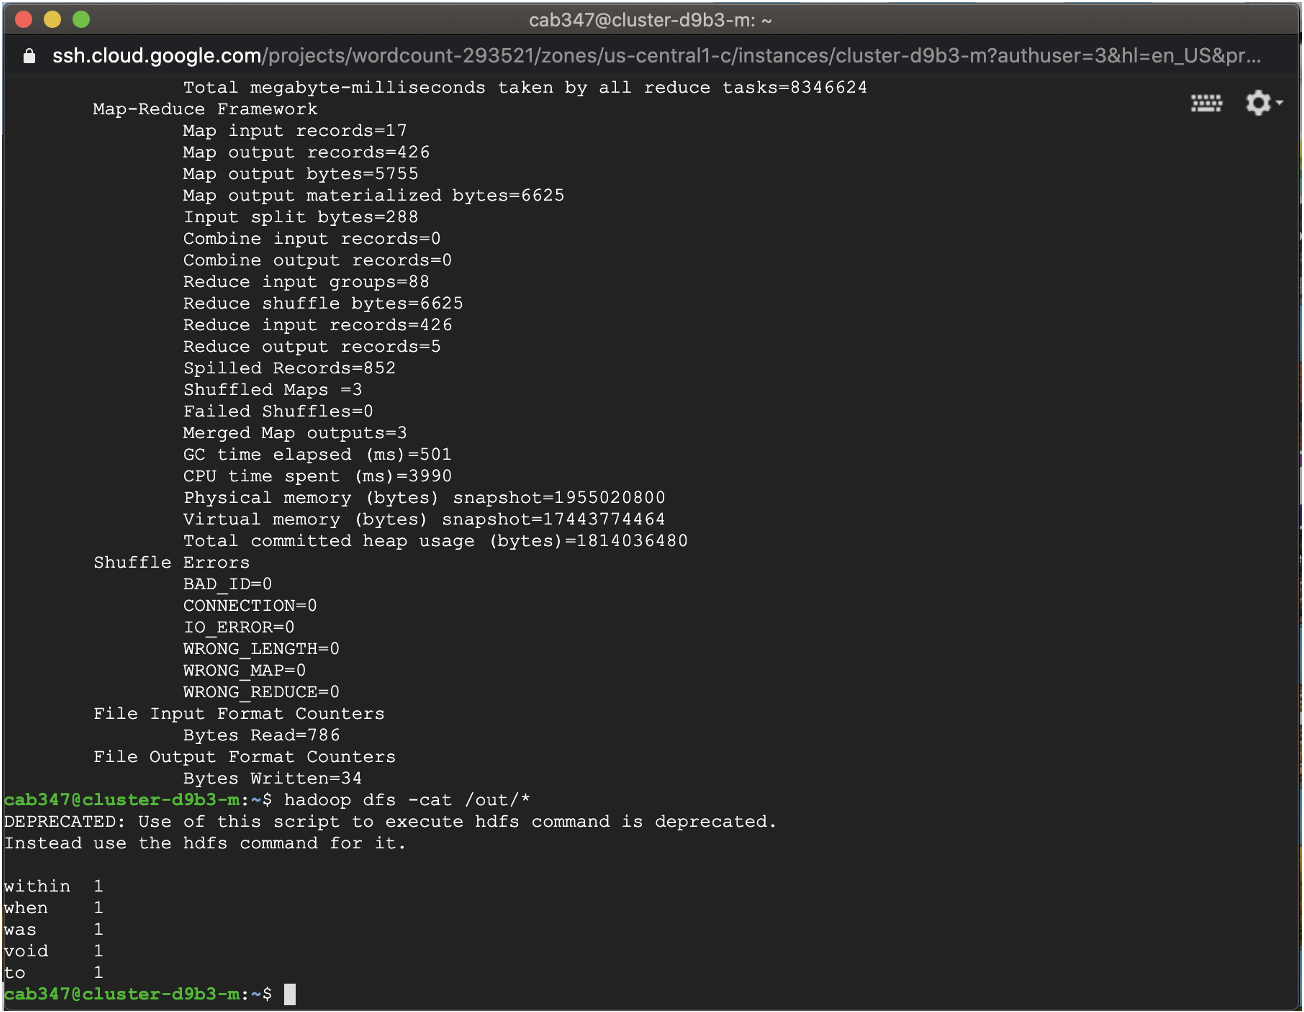 cab347@cluster-d9b3-m: ~
ssh.cloud.google.com/projects/wordcount-293521/zones/us-central1-c/instances/cluster-d9b3-m?authuser=3&hl=en_US&pr...
Total megabyte-milliseconds taken by all reduce tasks=8346624
Map-Reduce Framework
Map input records=17
Map output records=426
Map output bytes=5755
Map output materialized bytes=6625
Input split bytes=288
Combine input records=0
Combine output records=0
Reduce input groups=88
Reduce shuffle bytes=6625
Reduce input records=426
Reduce output records=5
Spilled Records=852
Shuffled Maps =3
Failed Shuffles=0
Merged Map outputs=3
GC time elapsed (ms)=501
CPU time spent (ms)=3990
Physical memory (bytes) snapshot=1955020800
Virtual memory (bytes) snapshot=17443774464
Total committed heap usage (bytes)=1814036480
Shuffle Errors
BAD_ID=0
CONNECTION=0
IO_ERROR=0
WRONG_LENGTH=0
WRONG_MAP=0
WRONG_REDUCE=0
File Input Format Counters
Bytes Read=786
File Output Format Counters
Bytes Written=34
cab347@cluster-d9b3-m:~$ hadoop dfs -cat /out/*
DEPRECATED: Use of this script to execute hdfs command is deprecated.
Instead use the hdfs command for it.
within 1
when 1
was 1
void 1
to 1
cab347@cluster-d9b3-m:~$